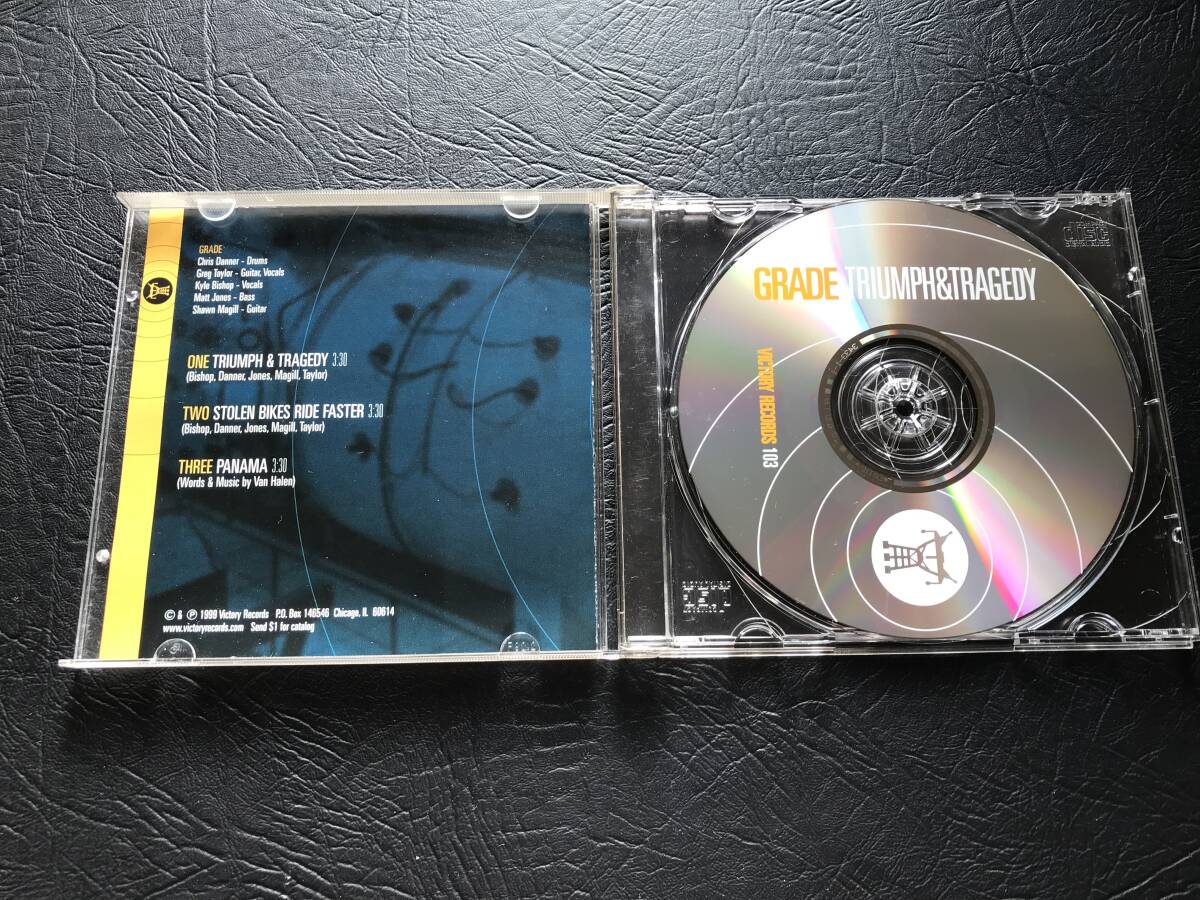 GRADE
Chris Danner - Drums
Greg Taylor - Guitar, Vocals
Kyle Bishop - Vocals
Matt Jones - Bass
Shawn Magill - Guitar
ONE TRIUMPH & TRAGEDY 3:30
(Bishop, Danner, Jones, Magill, Taylor)
TWO STOLEN BIKES RIDE FASTER 3:30
(Bishop, Danner, Jones, Magill, Taylor)
THREE PANAMA 3:30
(Words & Music by Van Halen)
© & ℗ 1999 Victory Records P.O. Box 146546 Chicago, IL 60614
www.victoryrecords.com Send $1 for catalog
GRADE TRIUMPH&TRAGEDY
VICTORY RECORDS 103